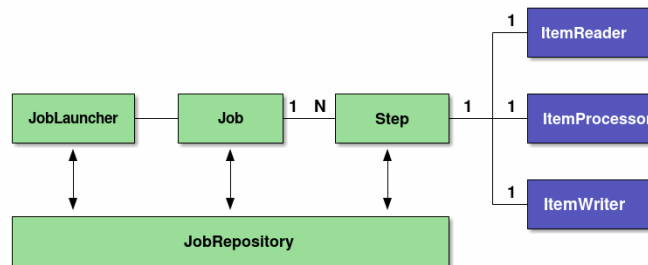 1
ItemReader
JobLauncher
Job
1
N
Step
1
1
ItemProcessor
1
ItemWriter
JobRepository